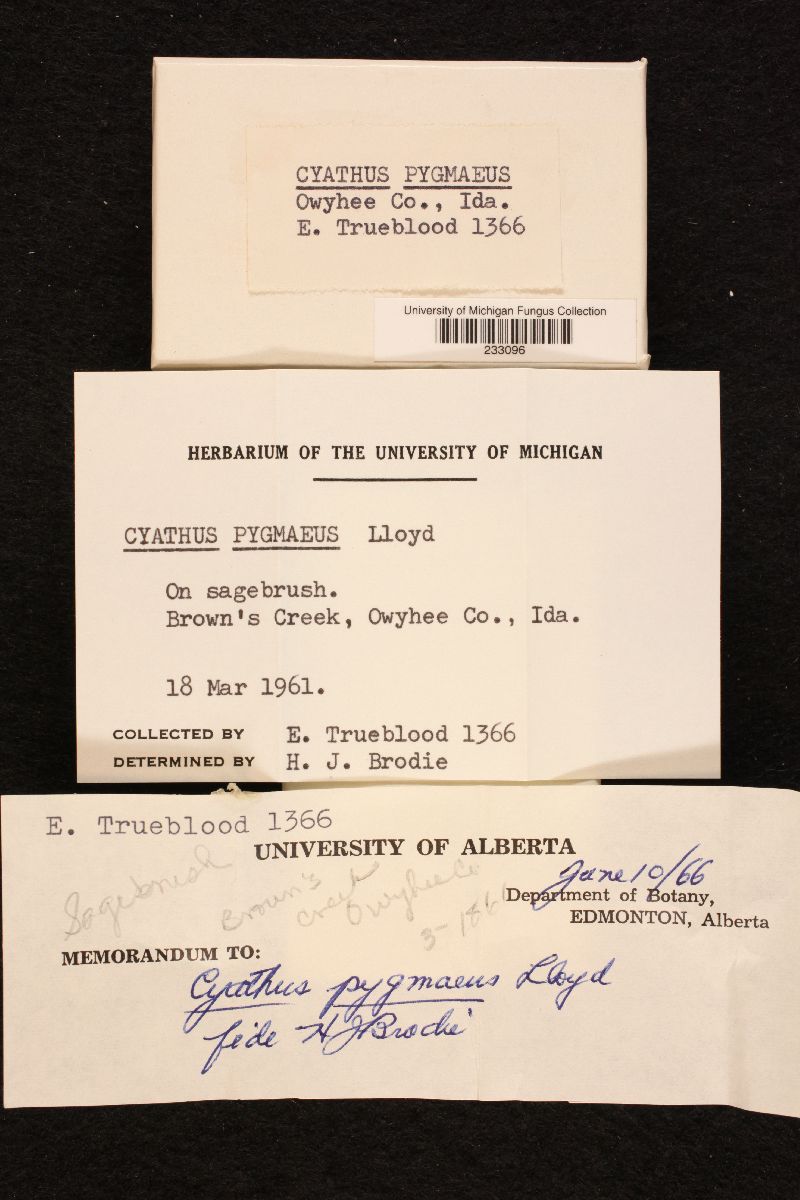 CYATHUS PYGMAEUS
Owyhee Co., Ida.
E. Trueblood 1366
University of Michigan Fungus Collection
233096
HERBARIUM OF THE UNIVERSITY OF MICHIGAN
CYATHUS PYGMAEUS Lloyd
On sagebrush.
Brown's Creek, Owyhee Co., Ida.
18 Mar 1961.
COLLECTED BY E. Trueblood 1366
DETERMINED BY H. J. Brodie
E. Trueblood 1366
UNIVERSITY OF ALBERTA
Sagebrush
Brown's
Creek Owyhee Co
June 10/66
Department of Botany,
EDMONTON, Alberta
MEMORANDUM TO:
Cyathus pygmaeus Lloyd
fide H J Brodie